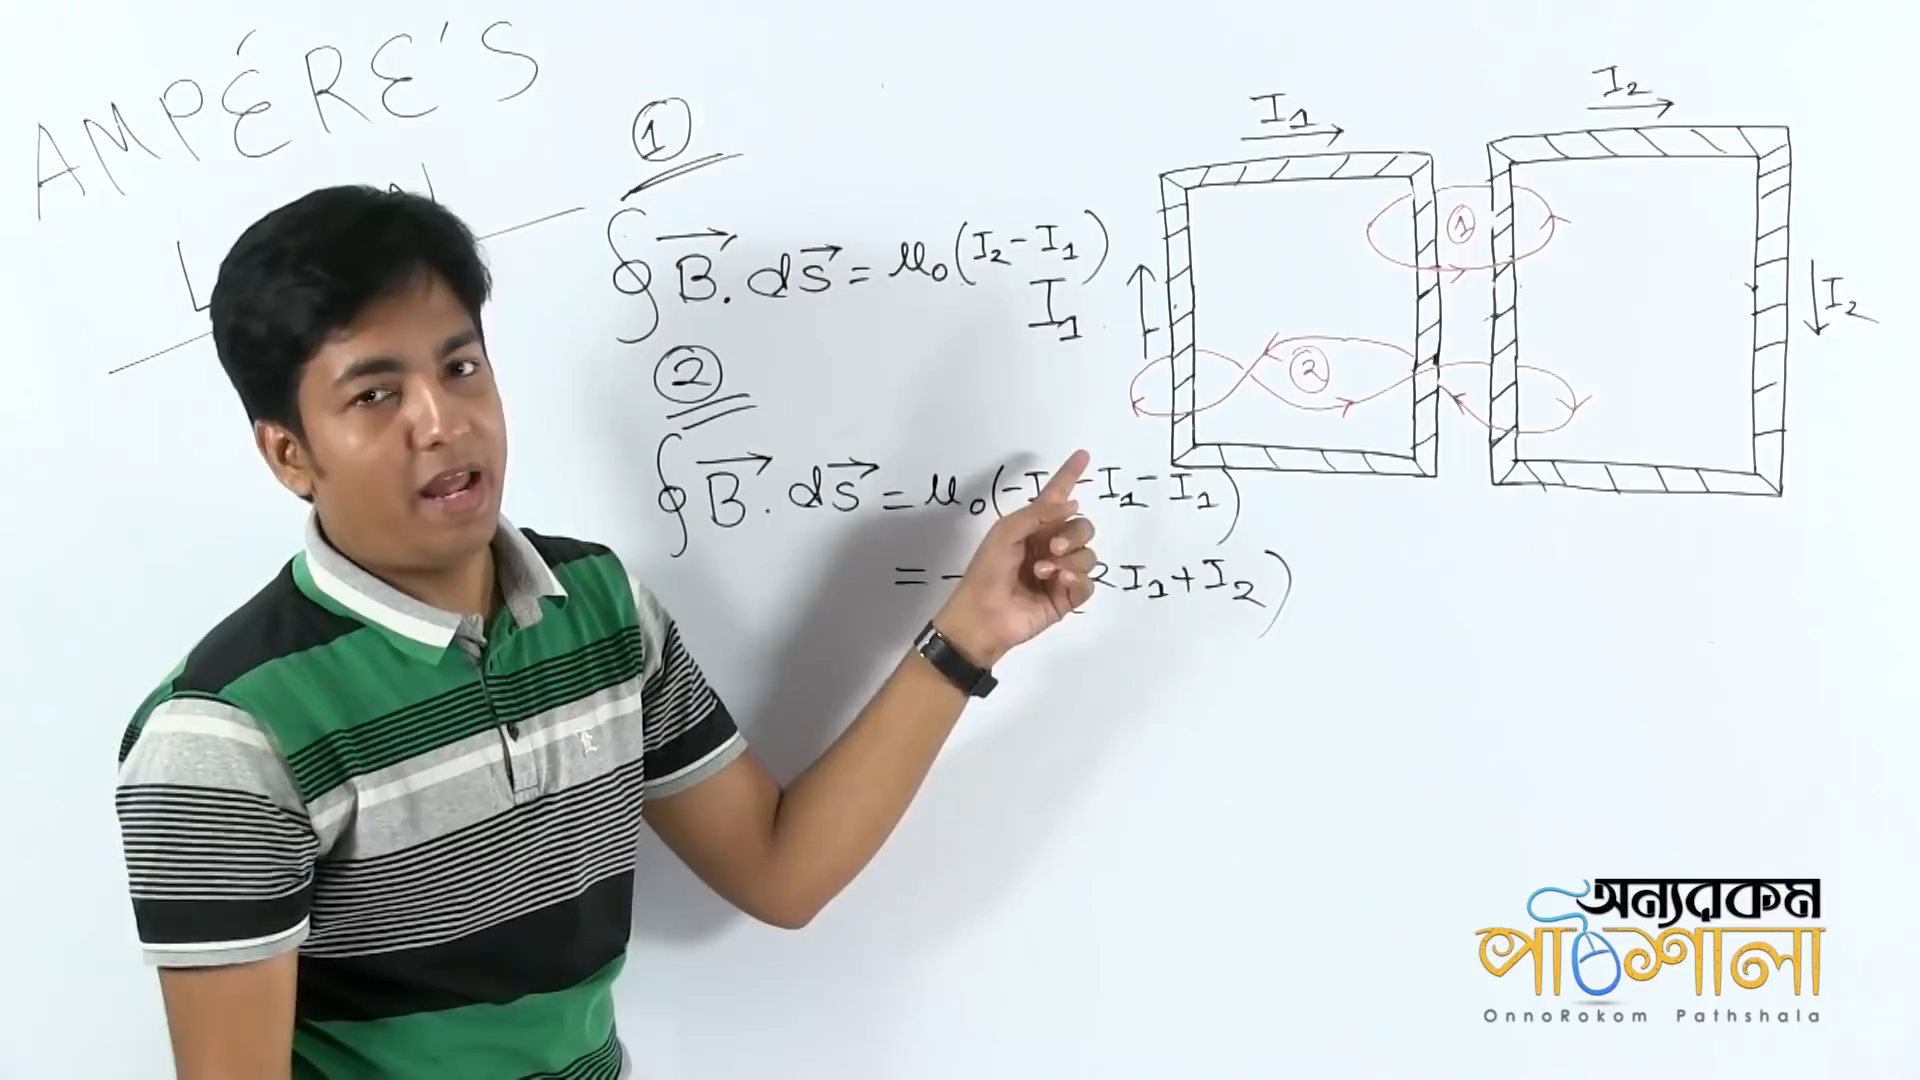 AMPÉRE'S
L
1
∮B⃗. ds⃗ = μ₀(I₂ - I₁)
I₁
2
∮B⃗. ds⃗ = μ₀(-I - I₁ - I₁)
= - 2I₁ + I₂)
I₁
I₂
1
I₂
2
অন্যরকম
পাঠশালা
OnnoRokom Pathshala